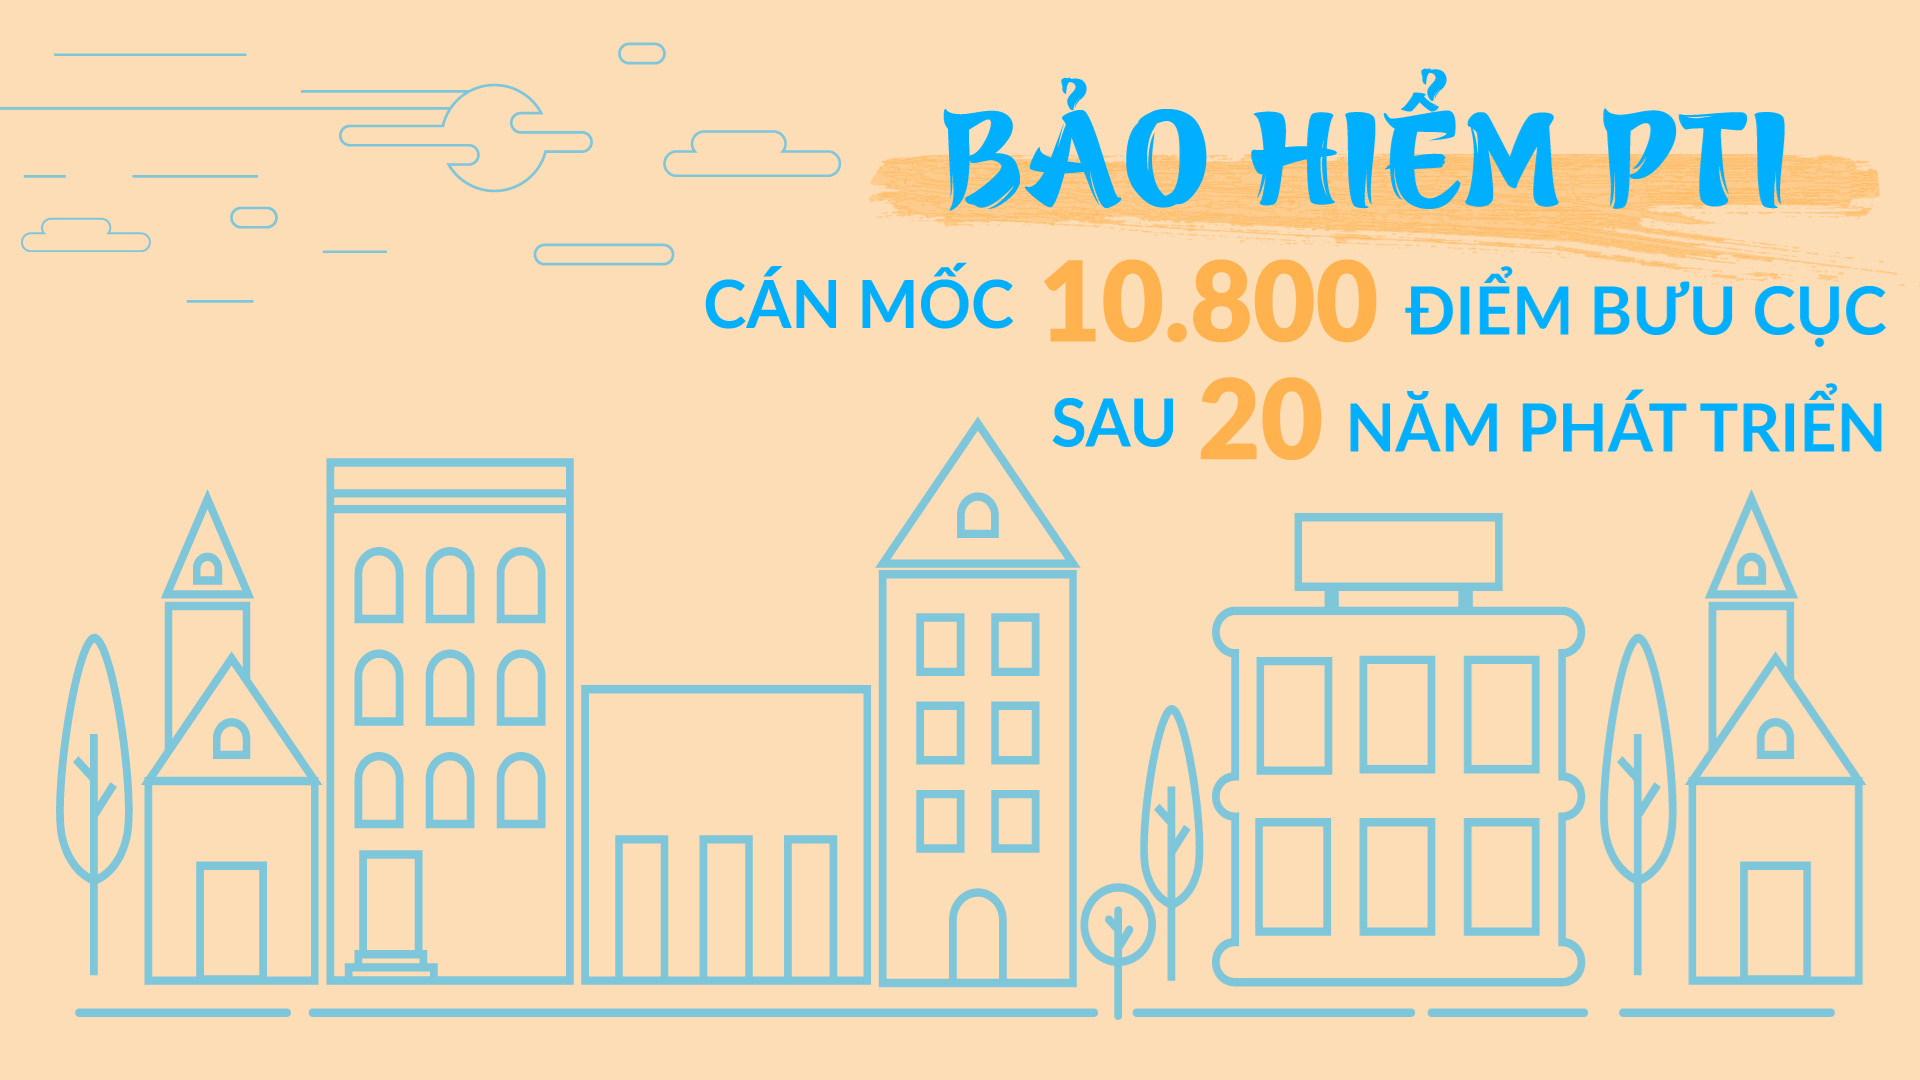 BẢO HIỂM PTI
CÁN MỐC 10.800 ĐIỂM BƯU CỤC
SAU 20 NĂM PHÁT TRIỂN